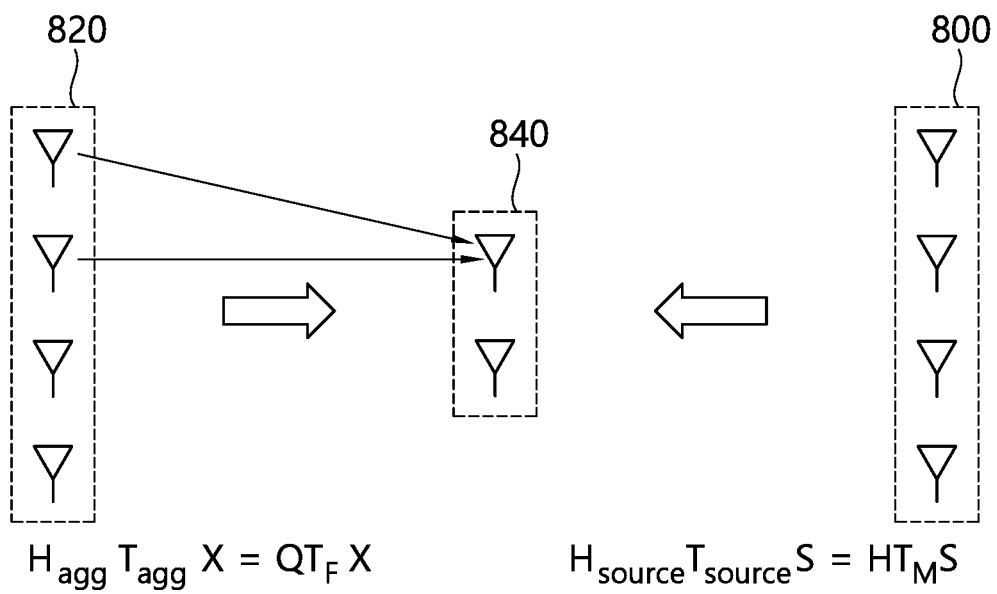 820
800
840
H_agg T_agg X = QT_F X
H_source T_source S = HT_M S